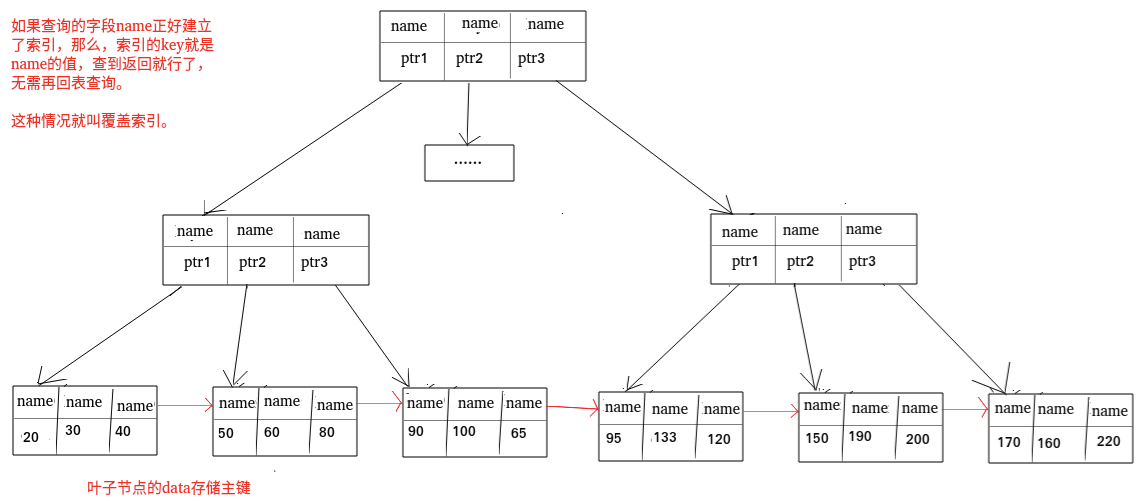 如果查询的字段name正好建立
了索引，那么，索引的key就是
name的值，查到返回就行了，
无需再回表查询。
这种情况就叫覆盖索引。
name name name
ptr1 ptr2 ptr3
......
name name name
ptr1 ptr2 ptr3
name name name
ptr1 ptr2 ptr3
name name name
20 30 40
name name name
50 60 80
name name name
90 100 65
name name name
95 133 120
name name name
150 190 200
name name name
170 160 220
叶子节点的data存储主键